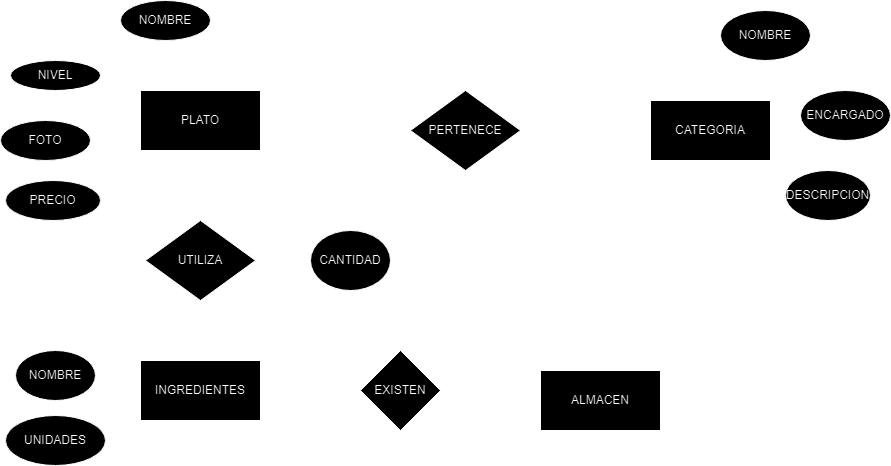 NOMBRE
NOMBRE
NIVEL
PLATO
PERTENECE
CATEGORIA
ENCARGADO
FOTO
PRECIO
DESCRIPCION
UTILIZA
CANTIDAD
NOMBRE
INGREDIENTES
EXISTEN
ALMACEN
UNIDADES